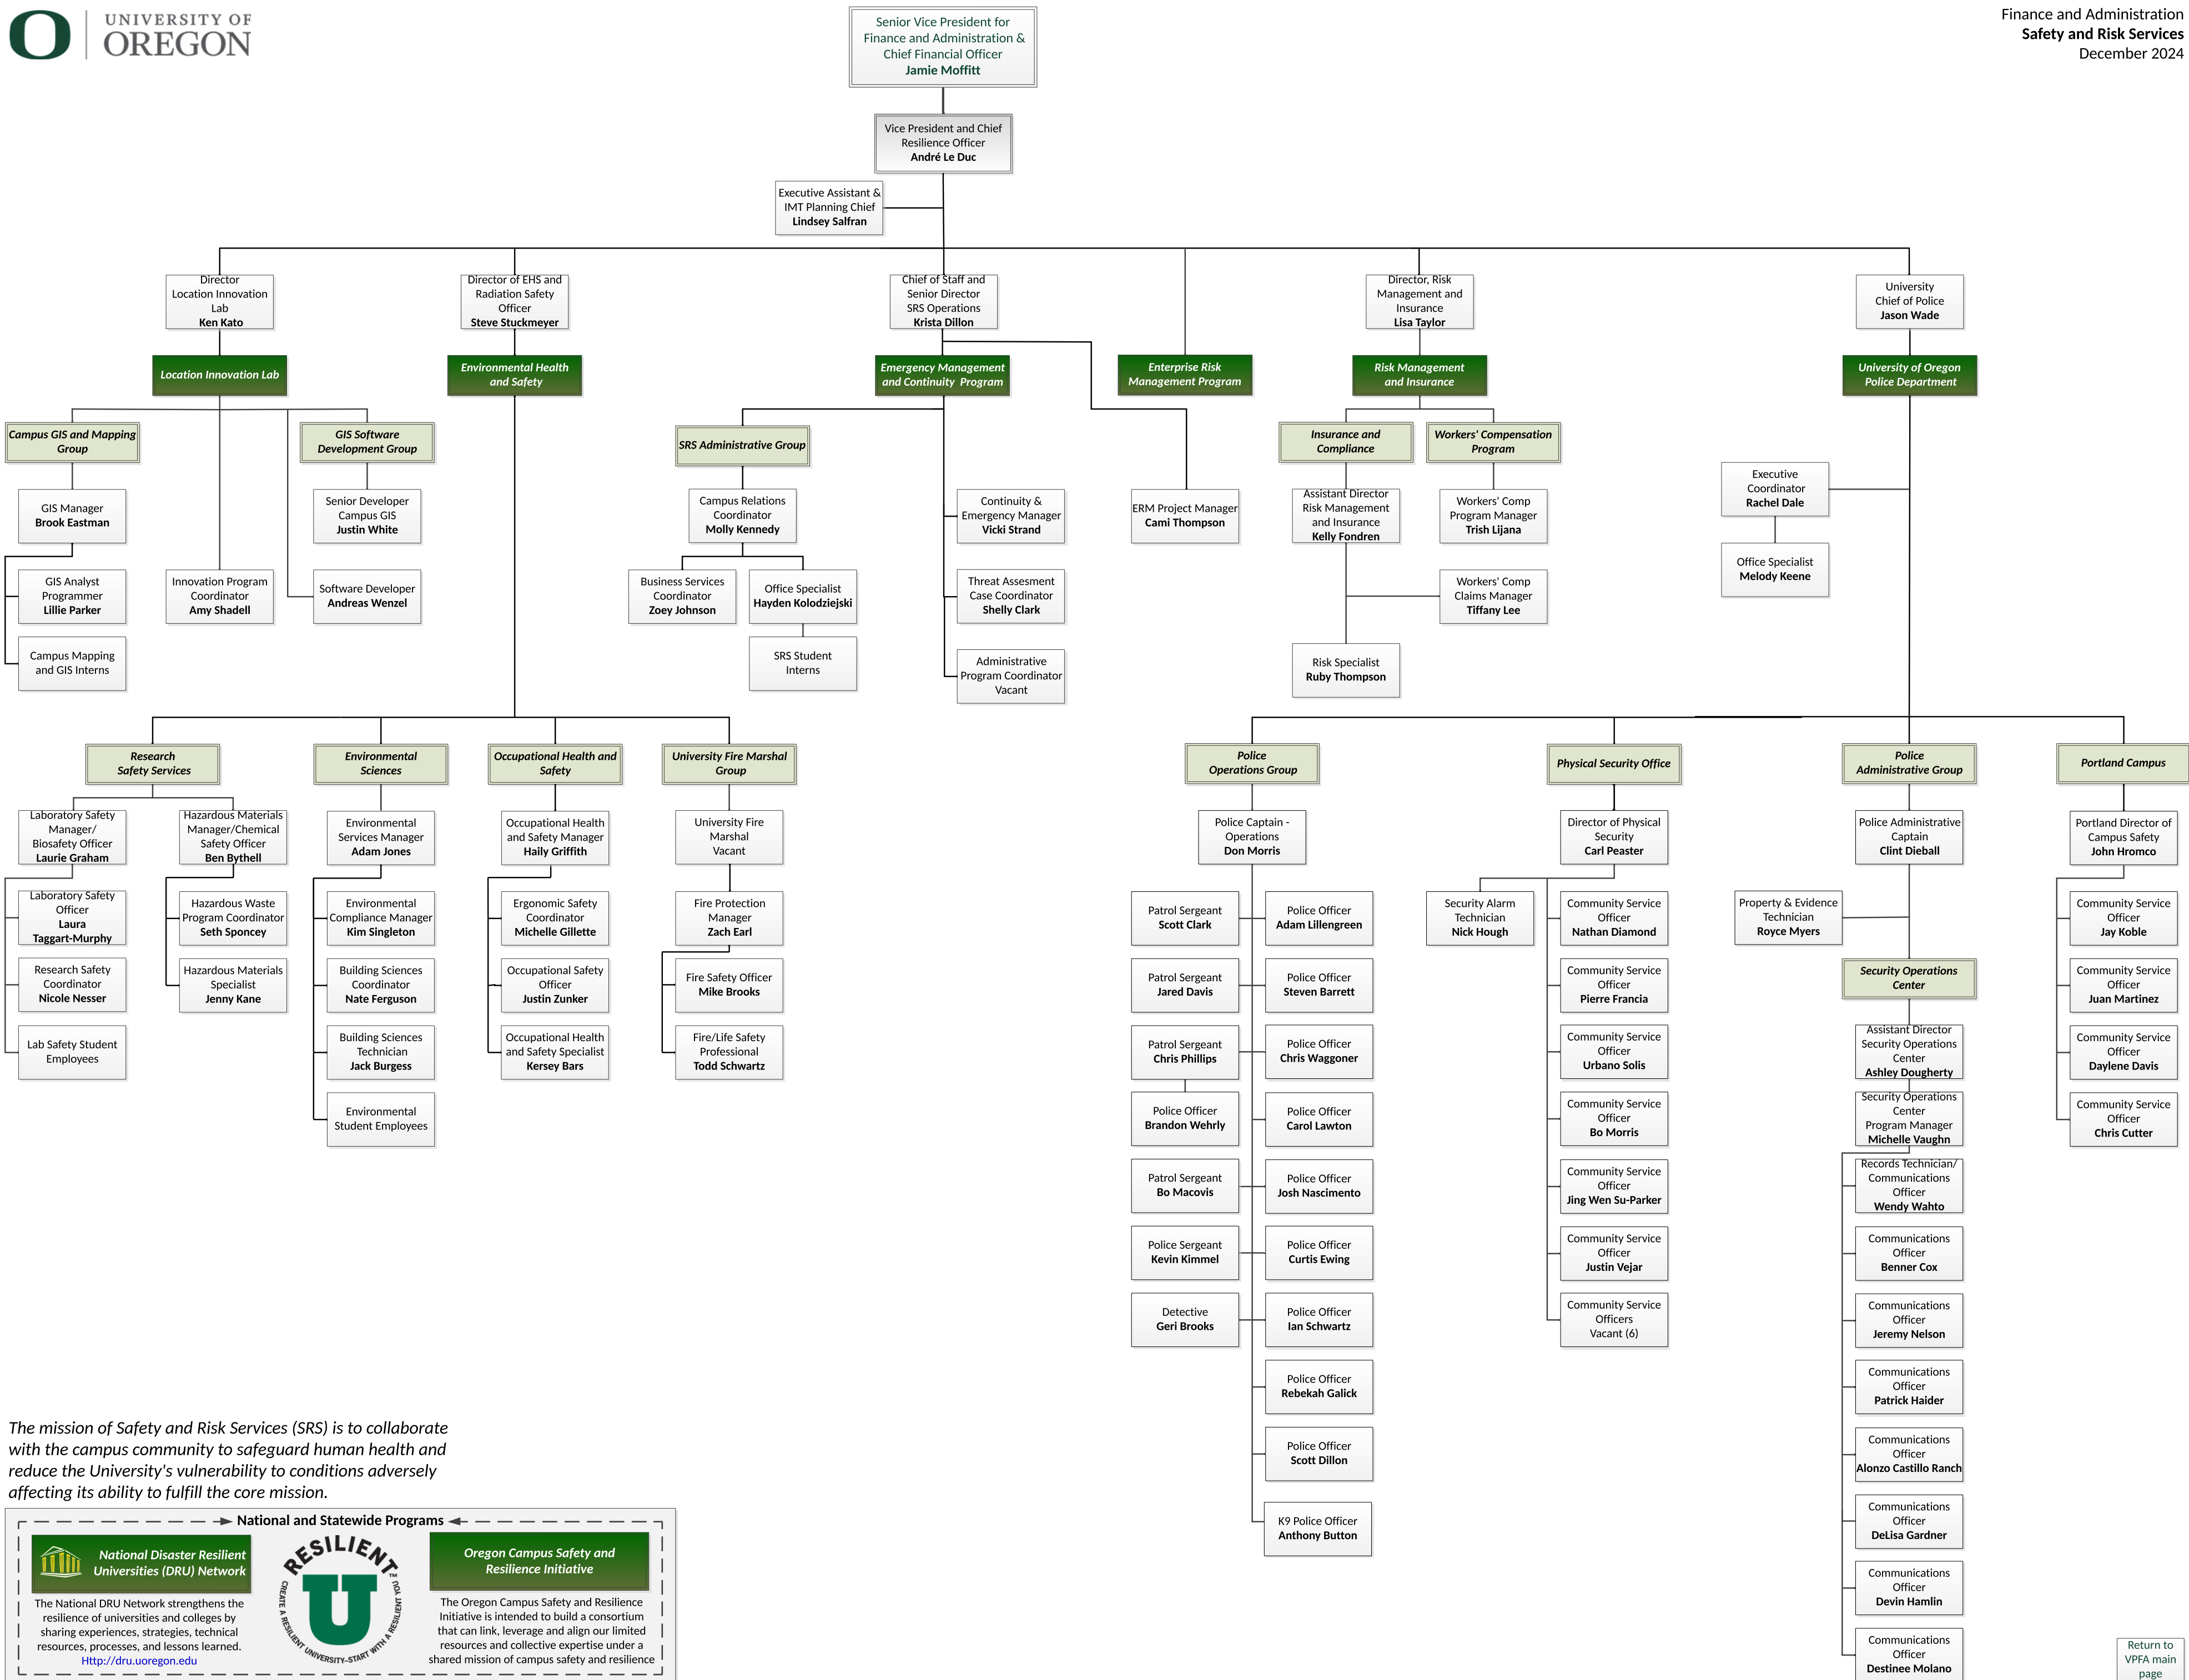 UNIVERSITY OF
OREGON
Senior Vice President for
Finance and Administration &
Chief Financial Officer
Jamie Moffitt
Finance and Administration
Safety and Risk Services
December 2024
Vice President and Chief
Resilience Officer
André Le Duc
Executive Assistant &
IMT Planning Chief
Lindsey Salfran
Director
Location Innovation
Lab
Ken Kato
Director of EHS and
Radiation Safety
Officer
Steve Stuckmeyer
Chief of Staff and
Senior Director
SRS Operations
Krista Dillon
Director, Risk
Management and
Insurance
Lisa Taylor
University
Chief of Police
Jason Wade
Location Innovation Lab
Environmental Health
and Safety
Emergency Management
and Continuity Program
Enterprise Risk
Management Program
Risk Management
and Insurance
University of Oregon
Police Department
Campus GIS and Mapping
Group
GIS Software
Development Group
SRS Administrative Group
Insurance and
Compliance
Workers' Compensation
Program
GIS Manager
Brook Eastman
Senior Developer
Campus GIS
Justin White
Campus Relations
Coordinator
Molly Kennedy
Continuity &
Emergency Manager
Vicki Strand
ERM Project Manager
Cami Thompson
Assistant Director
Risk Management
and Insurance
Kelly Fondren
Workers' Comp
Program Manager
Trish Lijana
Executive
Coordinator
Rachel Dale
Office Specialist
Melody Keene
GIS Analyst
Programmer
Lillie Parker
Innovation Program
Coordinator
Amy Shadell
Software Developer
Andreas Wenzel
Business Services
Coordinator
Zoey Johnson
Office Specialist
Hayden Kolodziejski
Threat Assesment
Case Coordinator
Shelly Clark
Workers' Comp
Claims Manager
Tiffany Lee
Campus Mapping
and GIS Interns
SRS Student
Interns
Administrative
Program Coordinator
Vacant
Risk Specialist
Ruby Thompson
Research
Safety Services
Environmental
Sciences
Occupational Health and
Safety
University Fire Marshal
Group
Police
Operations Group
Physical Security Office
Police
Administrative Group
Portland Campus
Laboratory Safety
Manager/
Biosafety Officer
Laurie Graham
Hazardous Materials
Manager/Chemical
Safety Officer
Ben Bythell
Environmental
Services Manager
Adam Jones
Occupational Health
and Safety Manager
Haily Griffith
University Fire
Marshal
Vacant
Police Captain -
Operations
Don Morris
Director of Physical
Security
Carl Peaster
Police Administrative
Captain
Clint Dieball
Portland Director of
Campus Safety
John Hromco
Laboratory Safety
Officer
Laura
Taggart-Murphy
Hazardous Waste
Program Coordinator
Seth Sponcey
Environmental
Compliance Manager
Kim Singleton
Ergonomic Safety
Coordinator
Michelle Gillette
Fire Protection
Manager
Zach Earl
Patrol Sergeant
Scott Clark
Police Officer
Adam Lillengreen
Security Alarm
Technician
Nick Hough
Community Service
Officer
Nathan Diamond
Property & Evidence
Technician
Royce Myers
Community Service
Officer
Jay Koble
Research Safety
Coordinator
Nicole Nesser
Hazardous Materials
Specialist
Jenny Kane
Building Sciences
Coordinator
Nate Ferguson
Occupational Safety
Officer
Justin Zunker
Fire Safety Officer
Mike Brooks
Patrol Sergeant
Jared Davis
Police Officer
Steven Barrett
Community Service
Officer
Pierre Francia
Security Operations
Center
Community Service
Officer
Juan Martinez
Lab Safety Student
Employees
Building Sciences
Technician
Jack Burgess
Occupational Health
and Safety Specialist
Kersey Bars
Fire/Life Safety
Professional
Todd Schwartz
Patrol Sergeant
Chris Phillips
Police Officer
Chris Waggoner
Community Service
Officer
Urbano Solis
Assistant Director
Security Operations
Center
Ashley Dougherty
Community Service
Officer
Daylene Davis
Environmental
Student Employees
Police Officer
Brandon Wehrly
Police Officer
Carol Lawton
Community Service
Officer
Bo Morris
Security Operations
Center
Program Manager
Michelle Vaughn
Community Service
Officer
Chris Cutter
Patrol Sergeant
Bo Macovis
Police Officer
Josh Nascimento
Community Service
Officer
Jing Wen Su-Parker
Records Technician/
Communications
Officer
Wendy Wahto
Police Sergeant
Kevin Kimmel
Police Officer
Curtis Ewing
Community Service
Officer
Justin Vejar
Communications
Officer
Benner Cox
Detective
Geri Brooks
Police Officer
Ian Schwartz
Community Service
Officers
Vacant (6)
Communications
Officer
Jeremy Nelson
Police Officer
Rebekah Galick
Communications
Officer
Patrick Haider
Police Officer
Scott Dillon
Communications
Officer
Alonzo Castillo Ranch
K9 Police Officer
Anthony Button
Communications
Officer
DeLisa Gardner
Communications
Officer
Devin Hamlin
Communications
Officer
Destinee Molano
The mission of Safety and Risk Services (SRS) is to collaborate
with the campus community to safeguard human health and
reduce the University's vulnerability to conditions adversely
affecting its ability to fulfill the core mission.
National and Statewide Programs
National Disaster Resilient
Universities (DRU) Network
The National DRU Network strengthens the
resilience of universities and colleges by
sharing experiences, strategies, technical
resources, processes, and lessons learned.
Http://dru.uoregon.edu
RESILIENT
U
TM
CREATE A RESILIENT UNIVERSITY–START WITH A RESILIENT YOU
Oregon Campus Safety and
Resilience Initiative
The Oregon Campus Safety and Resilience
Initiative is intended to build a consortium
that can link, leverage and align our limited
resources and collective expertise under a
shared mission of campus safety and resilience
Return to
VPFA main
page